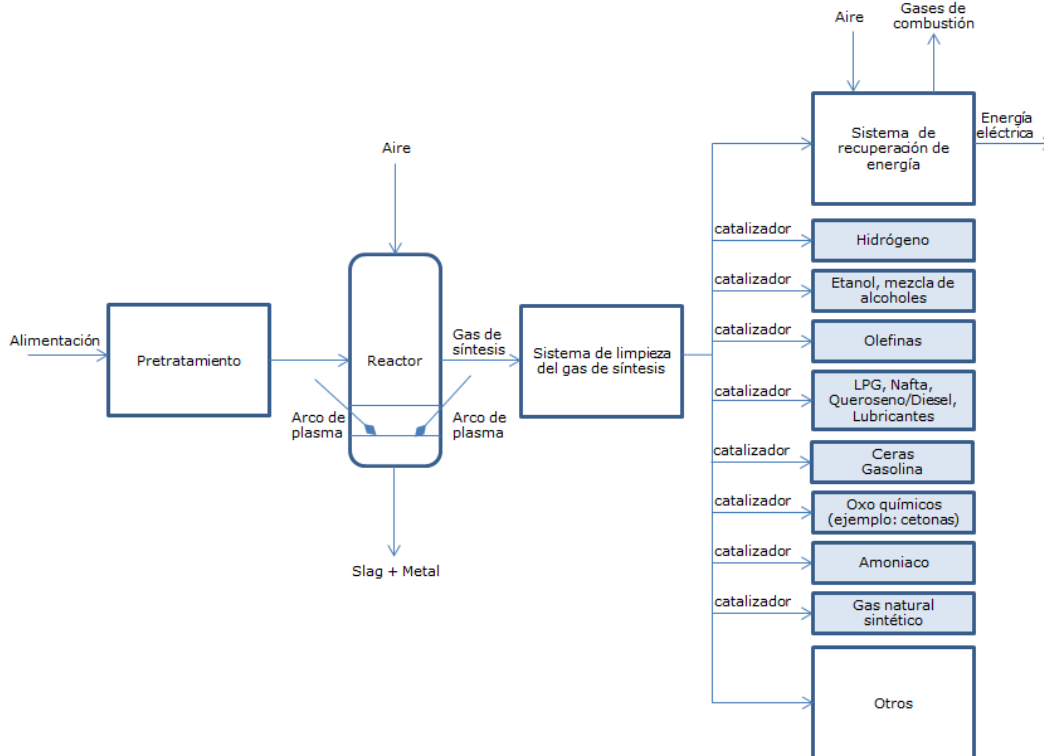 Aire
Gases de
combustión
Sistema de
recuperación de
energía
Energía
eléctrica
Aire
catalizador
Hidrógeno
catalizador
Etanol, mezcla de
alcoholes
Alimentación
Pretratamiento
Reactor
Gas de
síntesis
Sistema de limpieza
del gas de síntesis
catalizador
Olefinas
Arco de
plasma
Arco de
plasma
catalizador
LPG, Nafta,
Queroseno/Diesel,
Lubricantes
catalizador
Ceras
Gasolina
catalizador
Oxo químicos
(ejemplo: cetonas)
Slag + Metal
catalizador
Amoniaco
catalizador
Gas natural
sintético
Otros